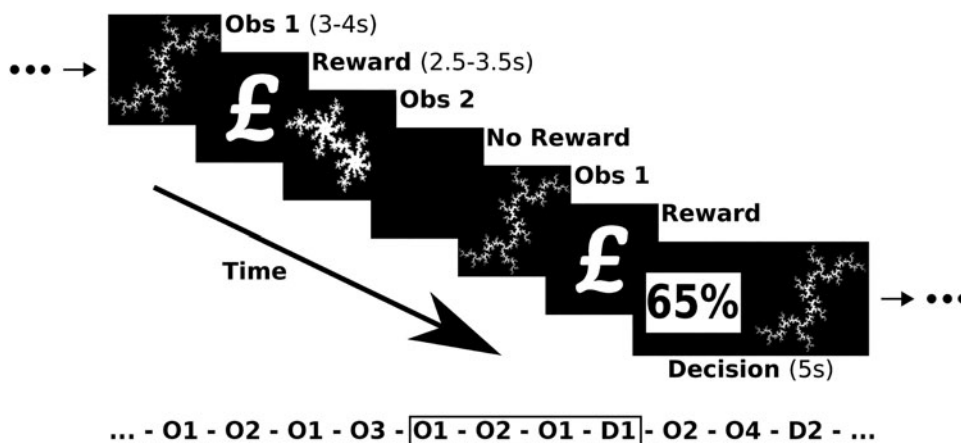 Obs 1 (3-4s)
••• →
Reward (2.5-3.5s)
£
Obs 2
No Reward
Obs 1
Reward
£
Time
65%
→ •••
Decision (5s)
... - O1 - O2 - O1 - O3 - O1 - O2 - O1 - D1 - O2 - O4 - D2 - ...